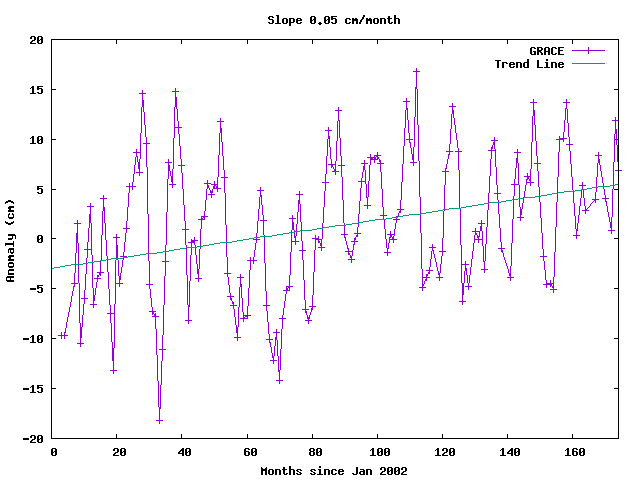 Slope 0.05 cm/month
20
15
10
5
0
-5
-10
-15
-20
Anomaly (cm)
GRACE
Trend Line
0 20 40 60 80 100 120 140 160
Months since Jan 2002